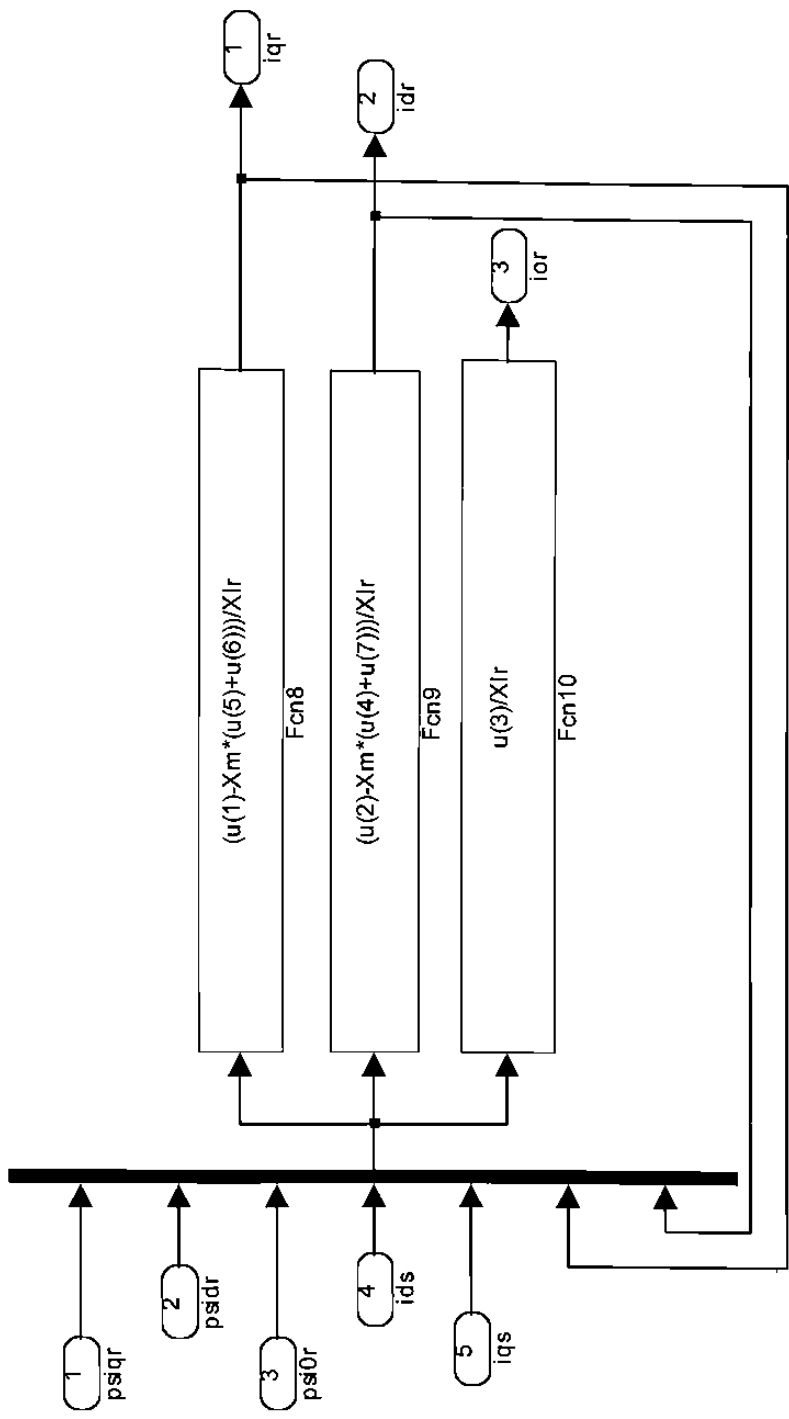 1
psiqr
2
psidr
3
psi0r
4
ids
5
iqs
(u(1)-Xm*(u(5)+u(6)))/Xlr
Fcn8
(u(2)-Xm*(u(4)+u(7)))/Xlr
Fcn9
u(3)/Xlr
Fcn10
1
iqr
2
idr
3
ior